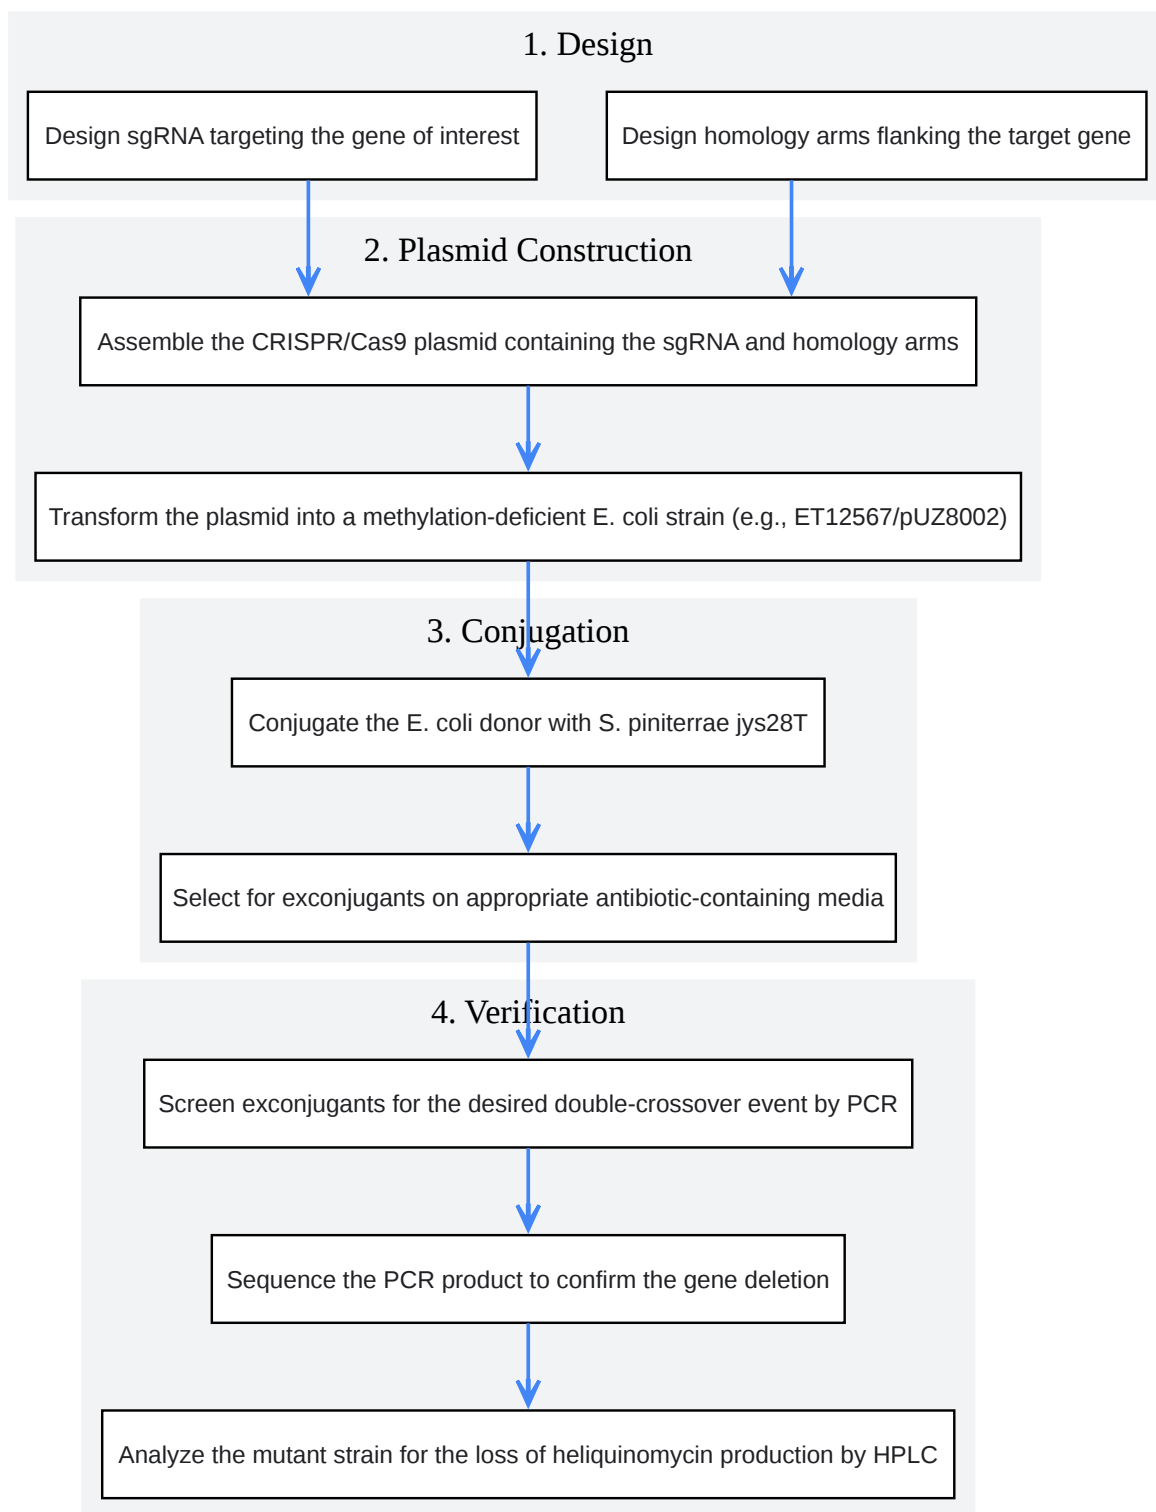 1. Design
Design sgRNA targeting the gene of interest
Design homology arms flanking the target gene
2. Plasmid Construction
Assemble the CRISPR/Cas9 plasmid containing the sgRNA and homology arms
Transform the plasmid into a methylation-deficient E. coli strain (e.g., ET12567/pUZ8002)
3. Conjugation
Conjugate the E. coli donor with S. piniterrae jys28T
Select for exconjugants on appropriate antibiotic-containing media
4. Verification
Screen exconjugants for the desired double-crossover event by PCR
Sequence the PCR product to confirm the gene deletion
Analyze the mutant strain for the loss of heliquinomycin production by HPLC